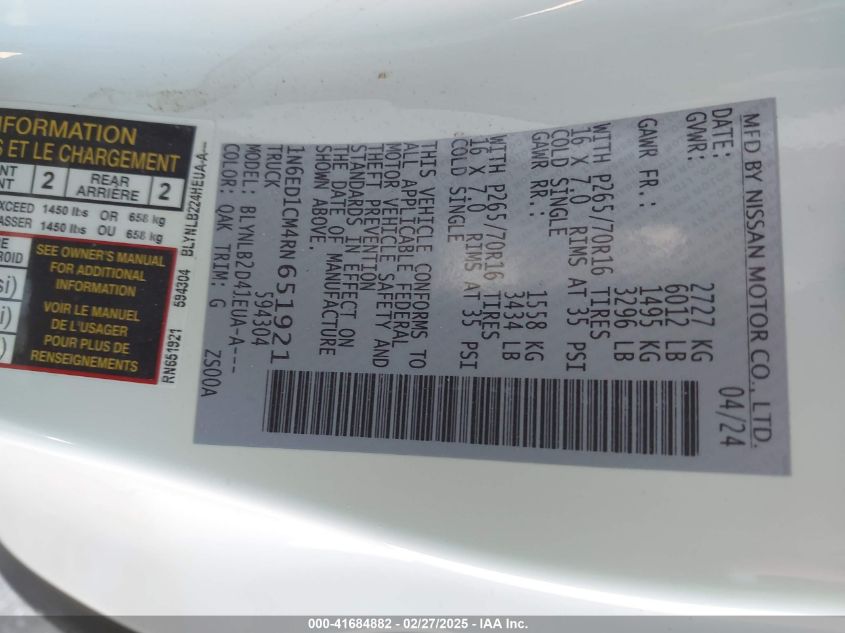 MFD BY NISSAN MOTOR CO., LTD.
DATE: 04/24
GVWR: 2727 KG
6012 LB
GAWR FR.: 1495 KG
3296 LB
WITH P265/70R16 TIRES
16 X 7.0 RIMS AT 35 PSI
COLD SINGLE
GAWR RR.: 1558 KG
3434 LB
WITH P265/70R16 TIRES
16 X 7.0 RIMS AT 35 PSI
COLD SINGLE
THIS VEHICLE CONFORMS TO
ALL APPLICABLE FEDERAL
MOTOR VEHICLE SAFETY AND
THEFT PREVENTION
STANDARDS IN EFFECT ON
THE DATE OF MANUFACTURE
SHOWN ABOVE.
1N6ED1CM4RN651921
TRUCK 594304
MODEL: BLYNLB2D41EUA-A---
COLOR: QAK TRIM: G ZS00A
NFORMATION
S ET LE CHARGEMENT
NT 2 REAR 2
NT ARRIÈRE
XCEED 1450 lbs OR 658 kg
ASSER 1450 lbs OU 658 kg
RE
ROID
si)
i)
)
SEE OWNER'S MANUAL
FOR ADDITIONAL
INFORMATION
VOIR LE MANUEL
DE L'USAGER
POUR PLUS DE
RENSEIGNEMENTS
RN651921 594304 BLYNLB224HEUA-A---
000-41684882 - 02/27/2025 - IAA Inc.